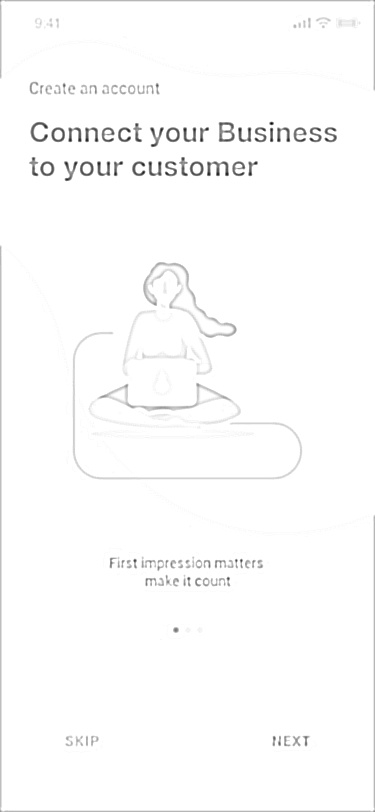 9:41
Create an account
Connect your Business
to your customer
First impression matters
make it count
SKIP
NEXT